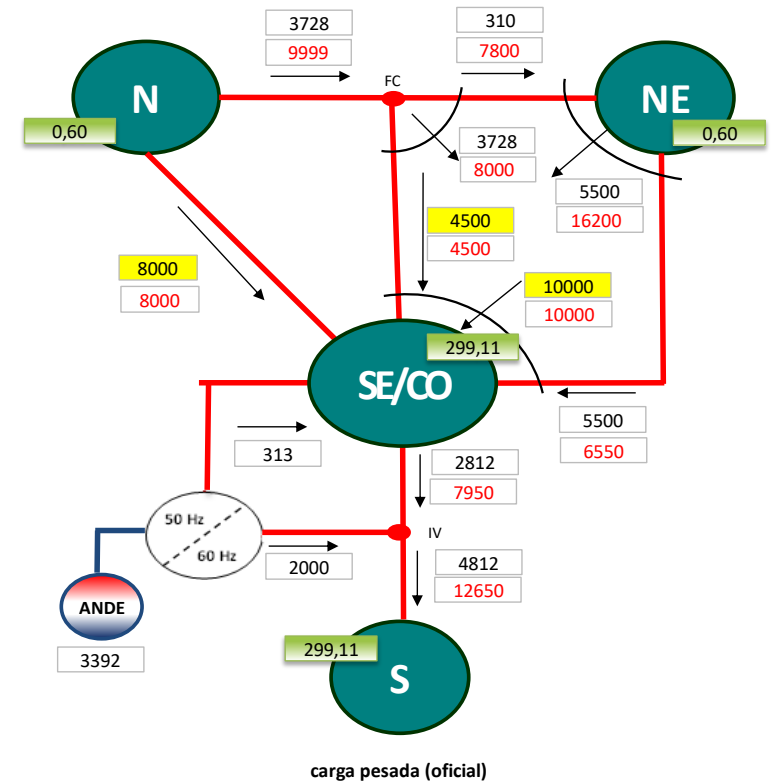 3728
9999
310
7800
FC
N
0,60
NE
0,60
3728
8000
5500
16200
4500
4500
8000
8000
10000
10000
299,11
SE/CO
5500
6550
313
2812
7950
50 Hz
60 Hz
IV
2000
4812
12650
ANDE
3392
299,11
S
carga pesada (oficial)